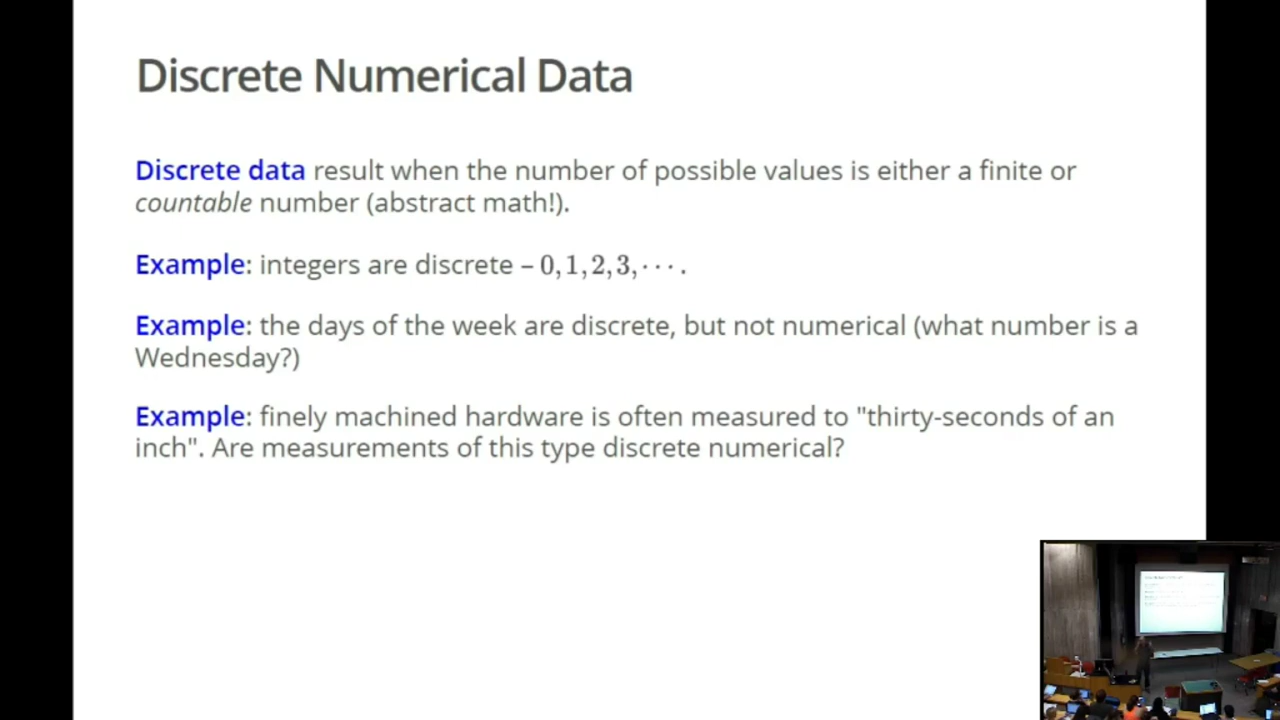 Discrete Numerical Data
Discrete data result when the number of possible values is either a finite or
countable number (abstract math!).
Example: integers are discrete – 0, 1, 2, 3, · · · .
Example: the days of the week are discrete, but not numerical (what number is a
Wednesday?)
Example: finely machined hardware is often measured to "thirty-seconds of an
inch". Are measurements of this type discrete numerical?